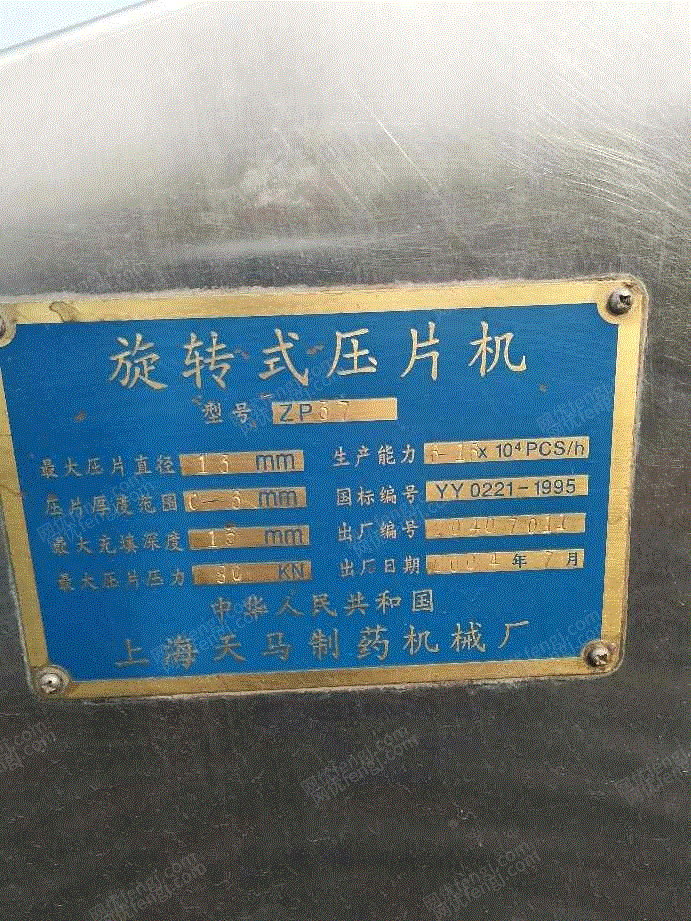 旋转式压片机
型号 ZP37
最大压片直径 13 mm 生产能力 x 10⁴PCS/h
压片厚度范围 mm 国标编号 YY 0221-1995
最大充填深度 15 mm 出厂编号
最大压片压力 80 KN 出厂日期 2004 年 7 月
中华人民共和国
上海天马制药机械厂